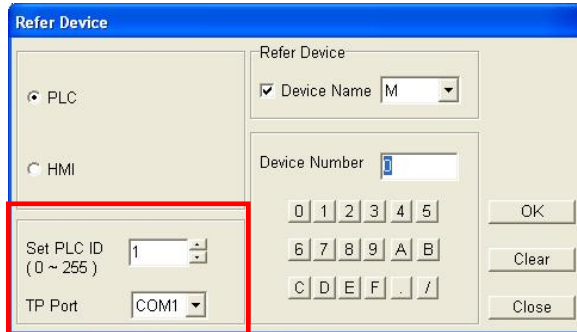 Refer Device
PLC
HMI
Set PLC ID
( 0 ~ 255 )
1
TP Port
COM1
Refer Device
Device Name
M
Device Number
0
0 1 2 3 4 5
6 7 8 9 A B
C D E F . /
OK
Clear
Close